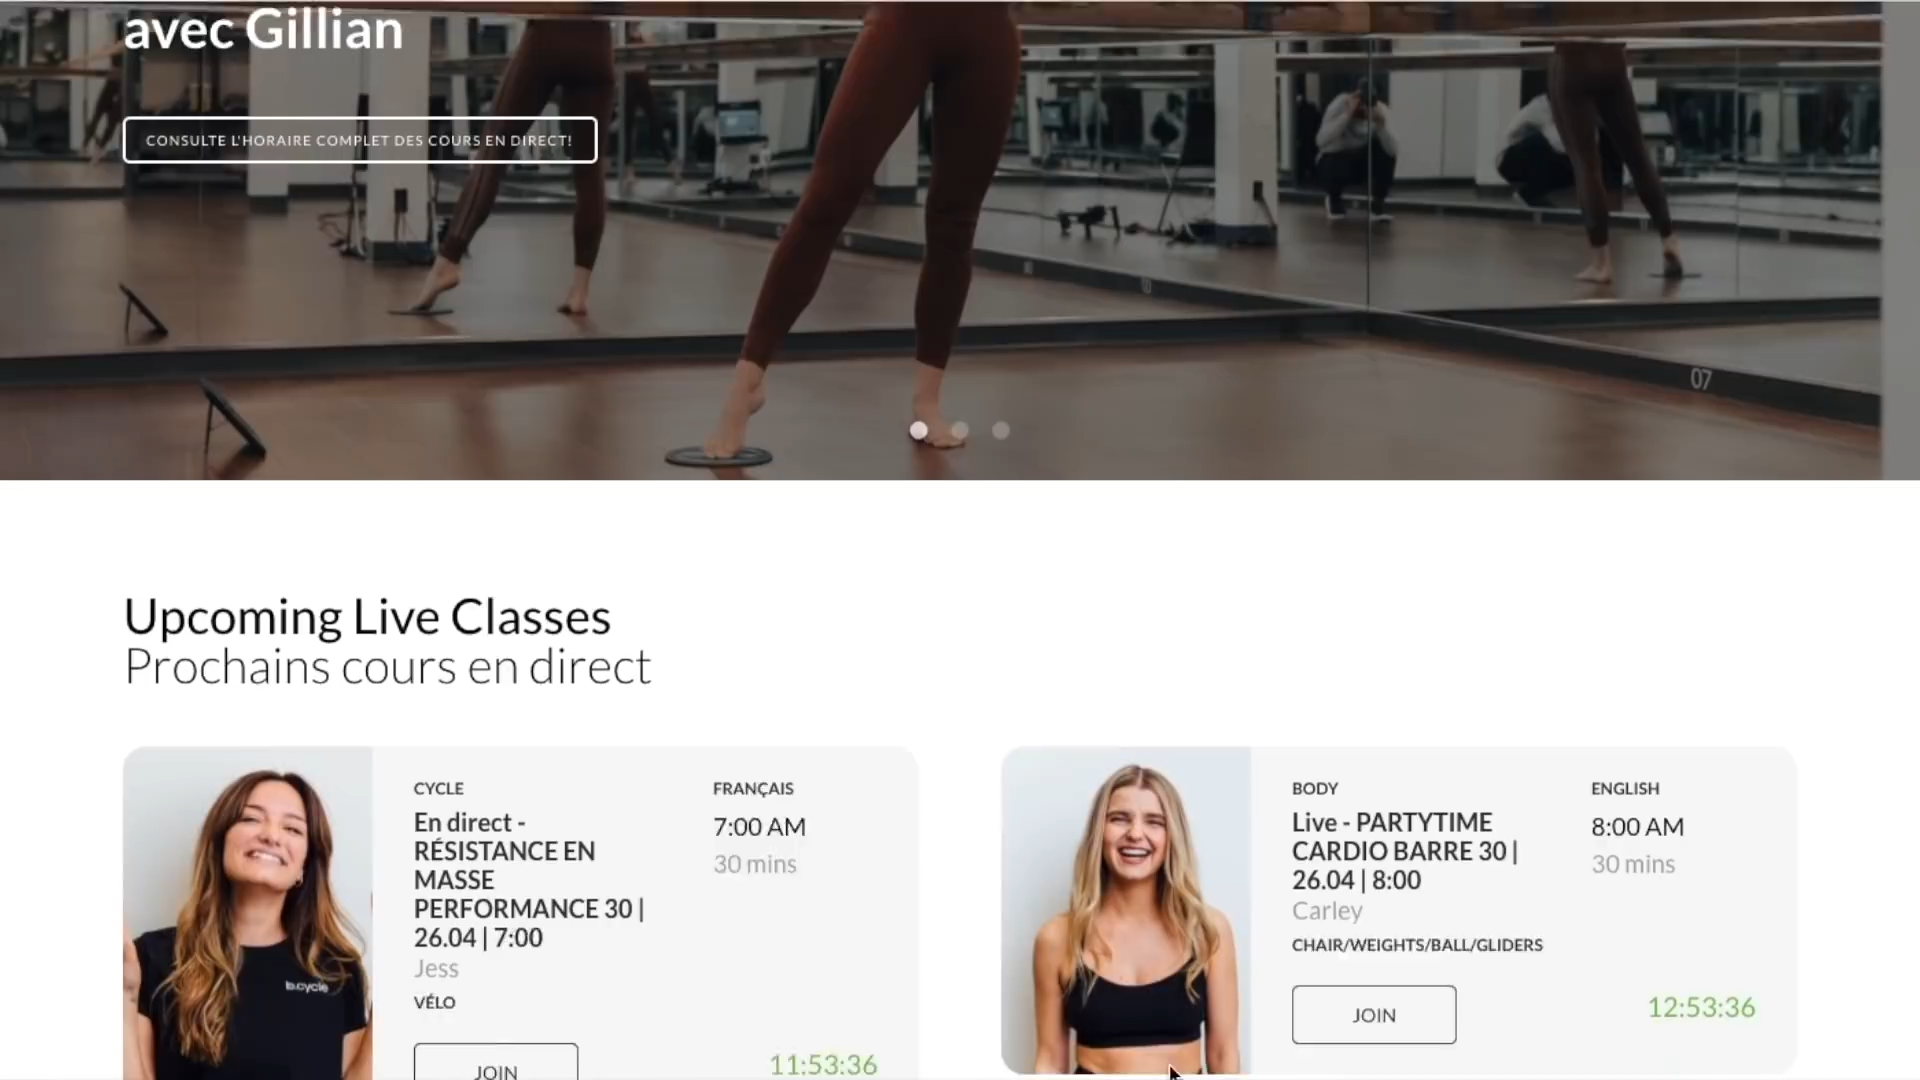 avec Gillian
CONSULTE L'HORAIRE COMPLET DES COURS EN DIRECT!
07
Upcoming Live Classes
Prochains cours en direct
CYCLE
En direct -
RÉSISTANCE EN
MASSE
PERFORMANCE 30 |
26.04 | 7:00
Jess
VÉLO
JOIN
FRANÇAIS
7:00 AM
30 mins
11:53:36
b.cycle
BODY
Live - PARTYTIME
CARDIO BARRE 30 |
26.04 | 8:00
Carley
CHAIR/WEIGHTS/BALL/GLIDERS
JOIN
ENGLISH
8:00 AM
30 mins
12:53:36